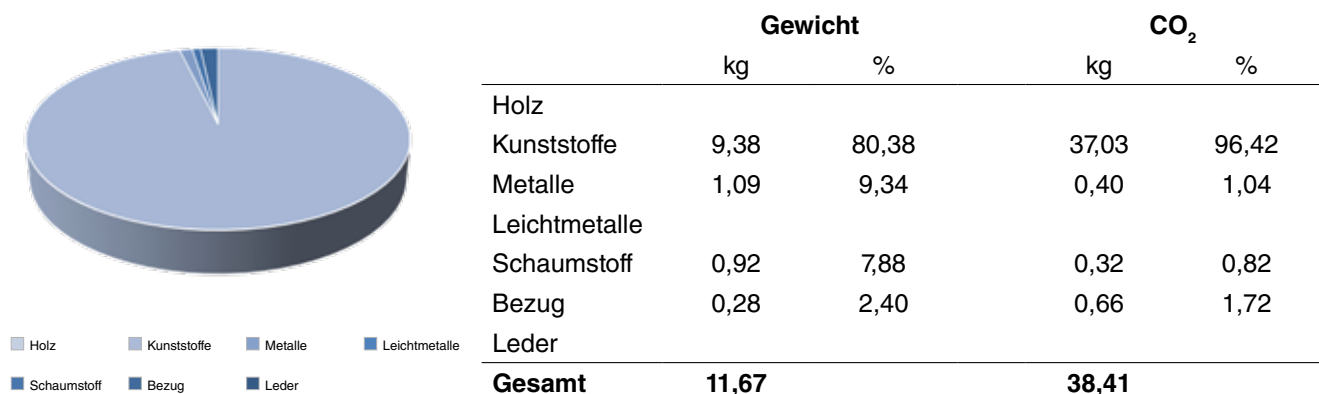 Gewicht CO₂
kg % kg %
Holz
Kunststoffe 9,38 80,38 37,03 96,42
Metalle 1,09 9,34 0,40 1,04
Leichtmetalle
Schaumstoff 0,92 7,88 0,32 0,82
Bezug 0,28 2,40 0,66 1,72
Leder
Gesamt 11,67 38,41
Holz Kunststoffe Metalle Leichtmetalle
Schaumstoff Bezug Leder